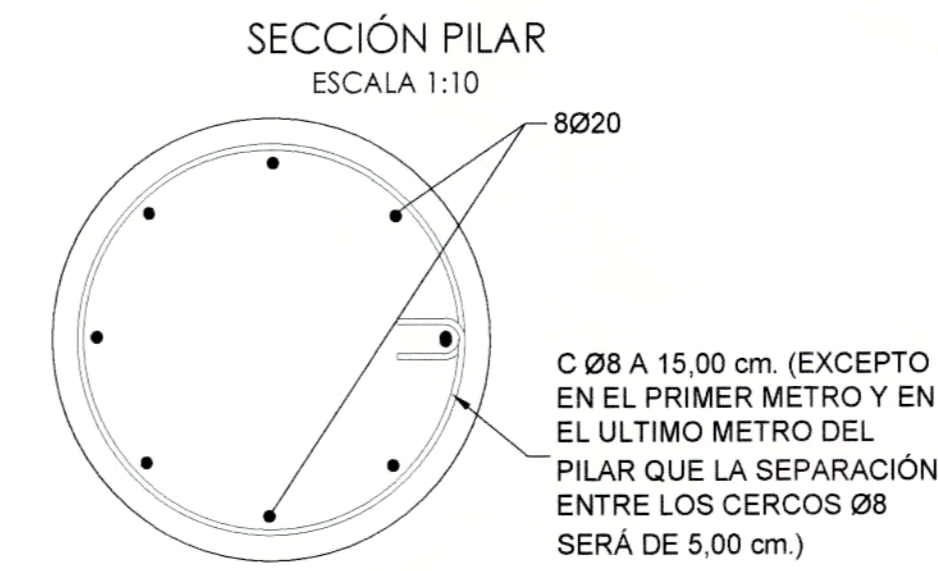 SECCIÓN PILAR
ESCALA 1:10
8Ø20
C Ø8 A 15,00 cm. (EXCEPTO
EN EL PRIMER METRO Y EN
EL ULTIMO METRO DEL
PILAR QUE LA SEPARACIÓN
ENTRE LOS CERCOS Ø8
SERÁ DE 5,00 cm.)